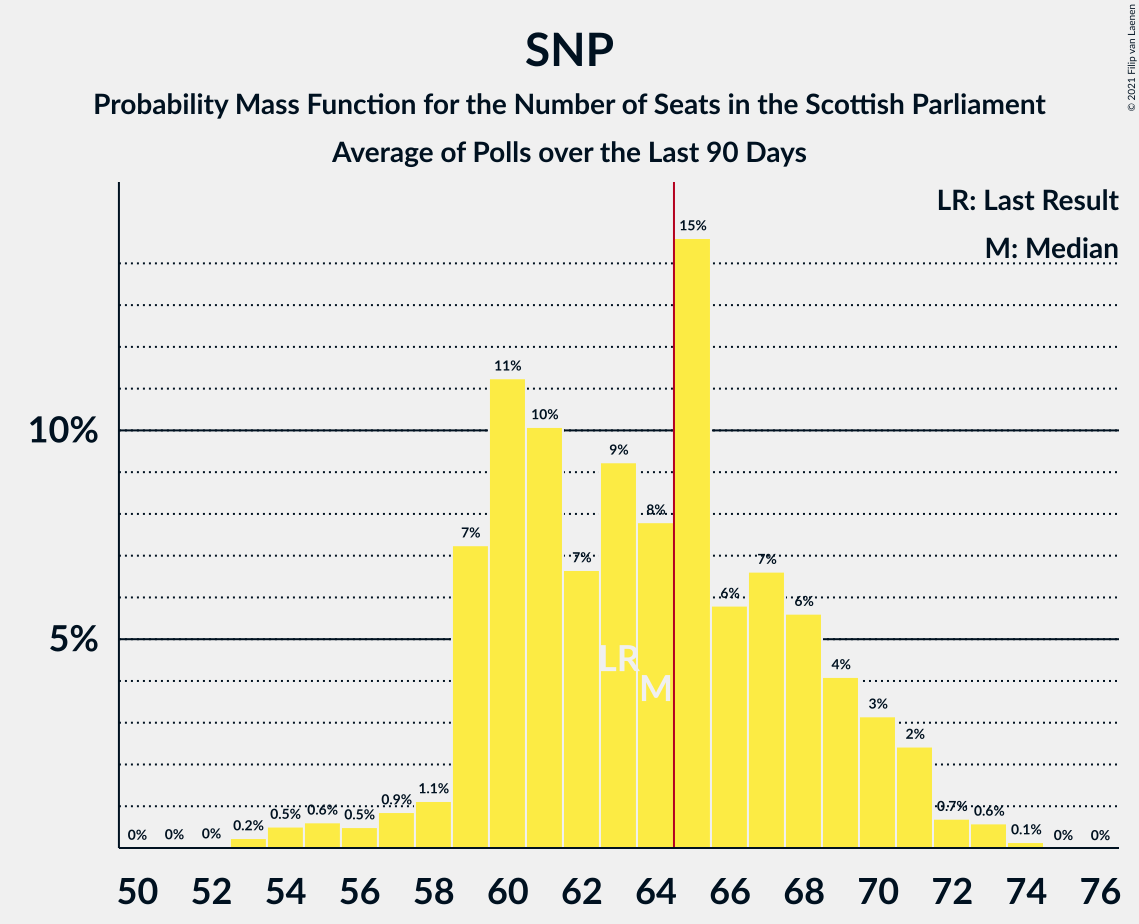 SNP
Probability Mass Function for the Number of Seats in the Scottish Parliament
Average of Polls over the Last 90 Days
© 2021 Filip van Laenen
LR: Last Result
M: Median
10%
5%
0% 0% 0% 0.2% 0.5% 0.6% 0.5% 0.9% 1.1% 7% 11% 10% 7% 9% 8% 15% 6% 7% 6% 4% 3% 2% 0.7% 0.6% 0.1% 0% 0%
LR
M
50 52 54 56 58 60 62 64 66 68 70 72 74 76